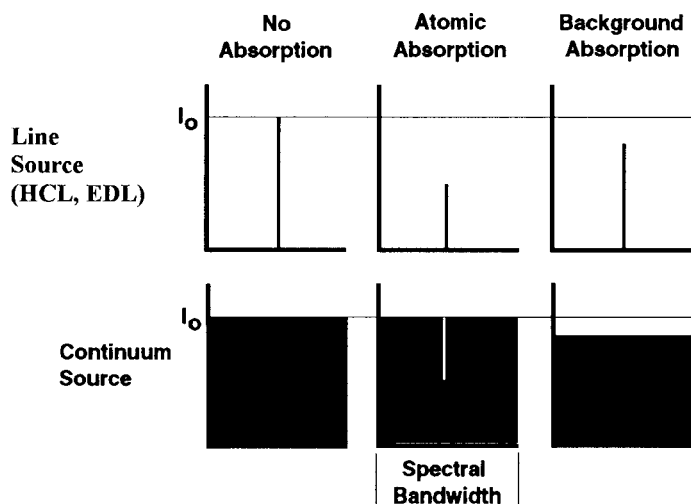 No
Absorption
Atomic
Absorption
Background
Absorption
Line
Source
(HCL, EDL)
Io
Continuum
Source
Io
Spectral
Bandwidth